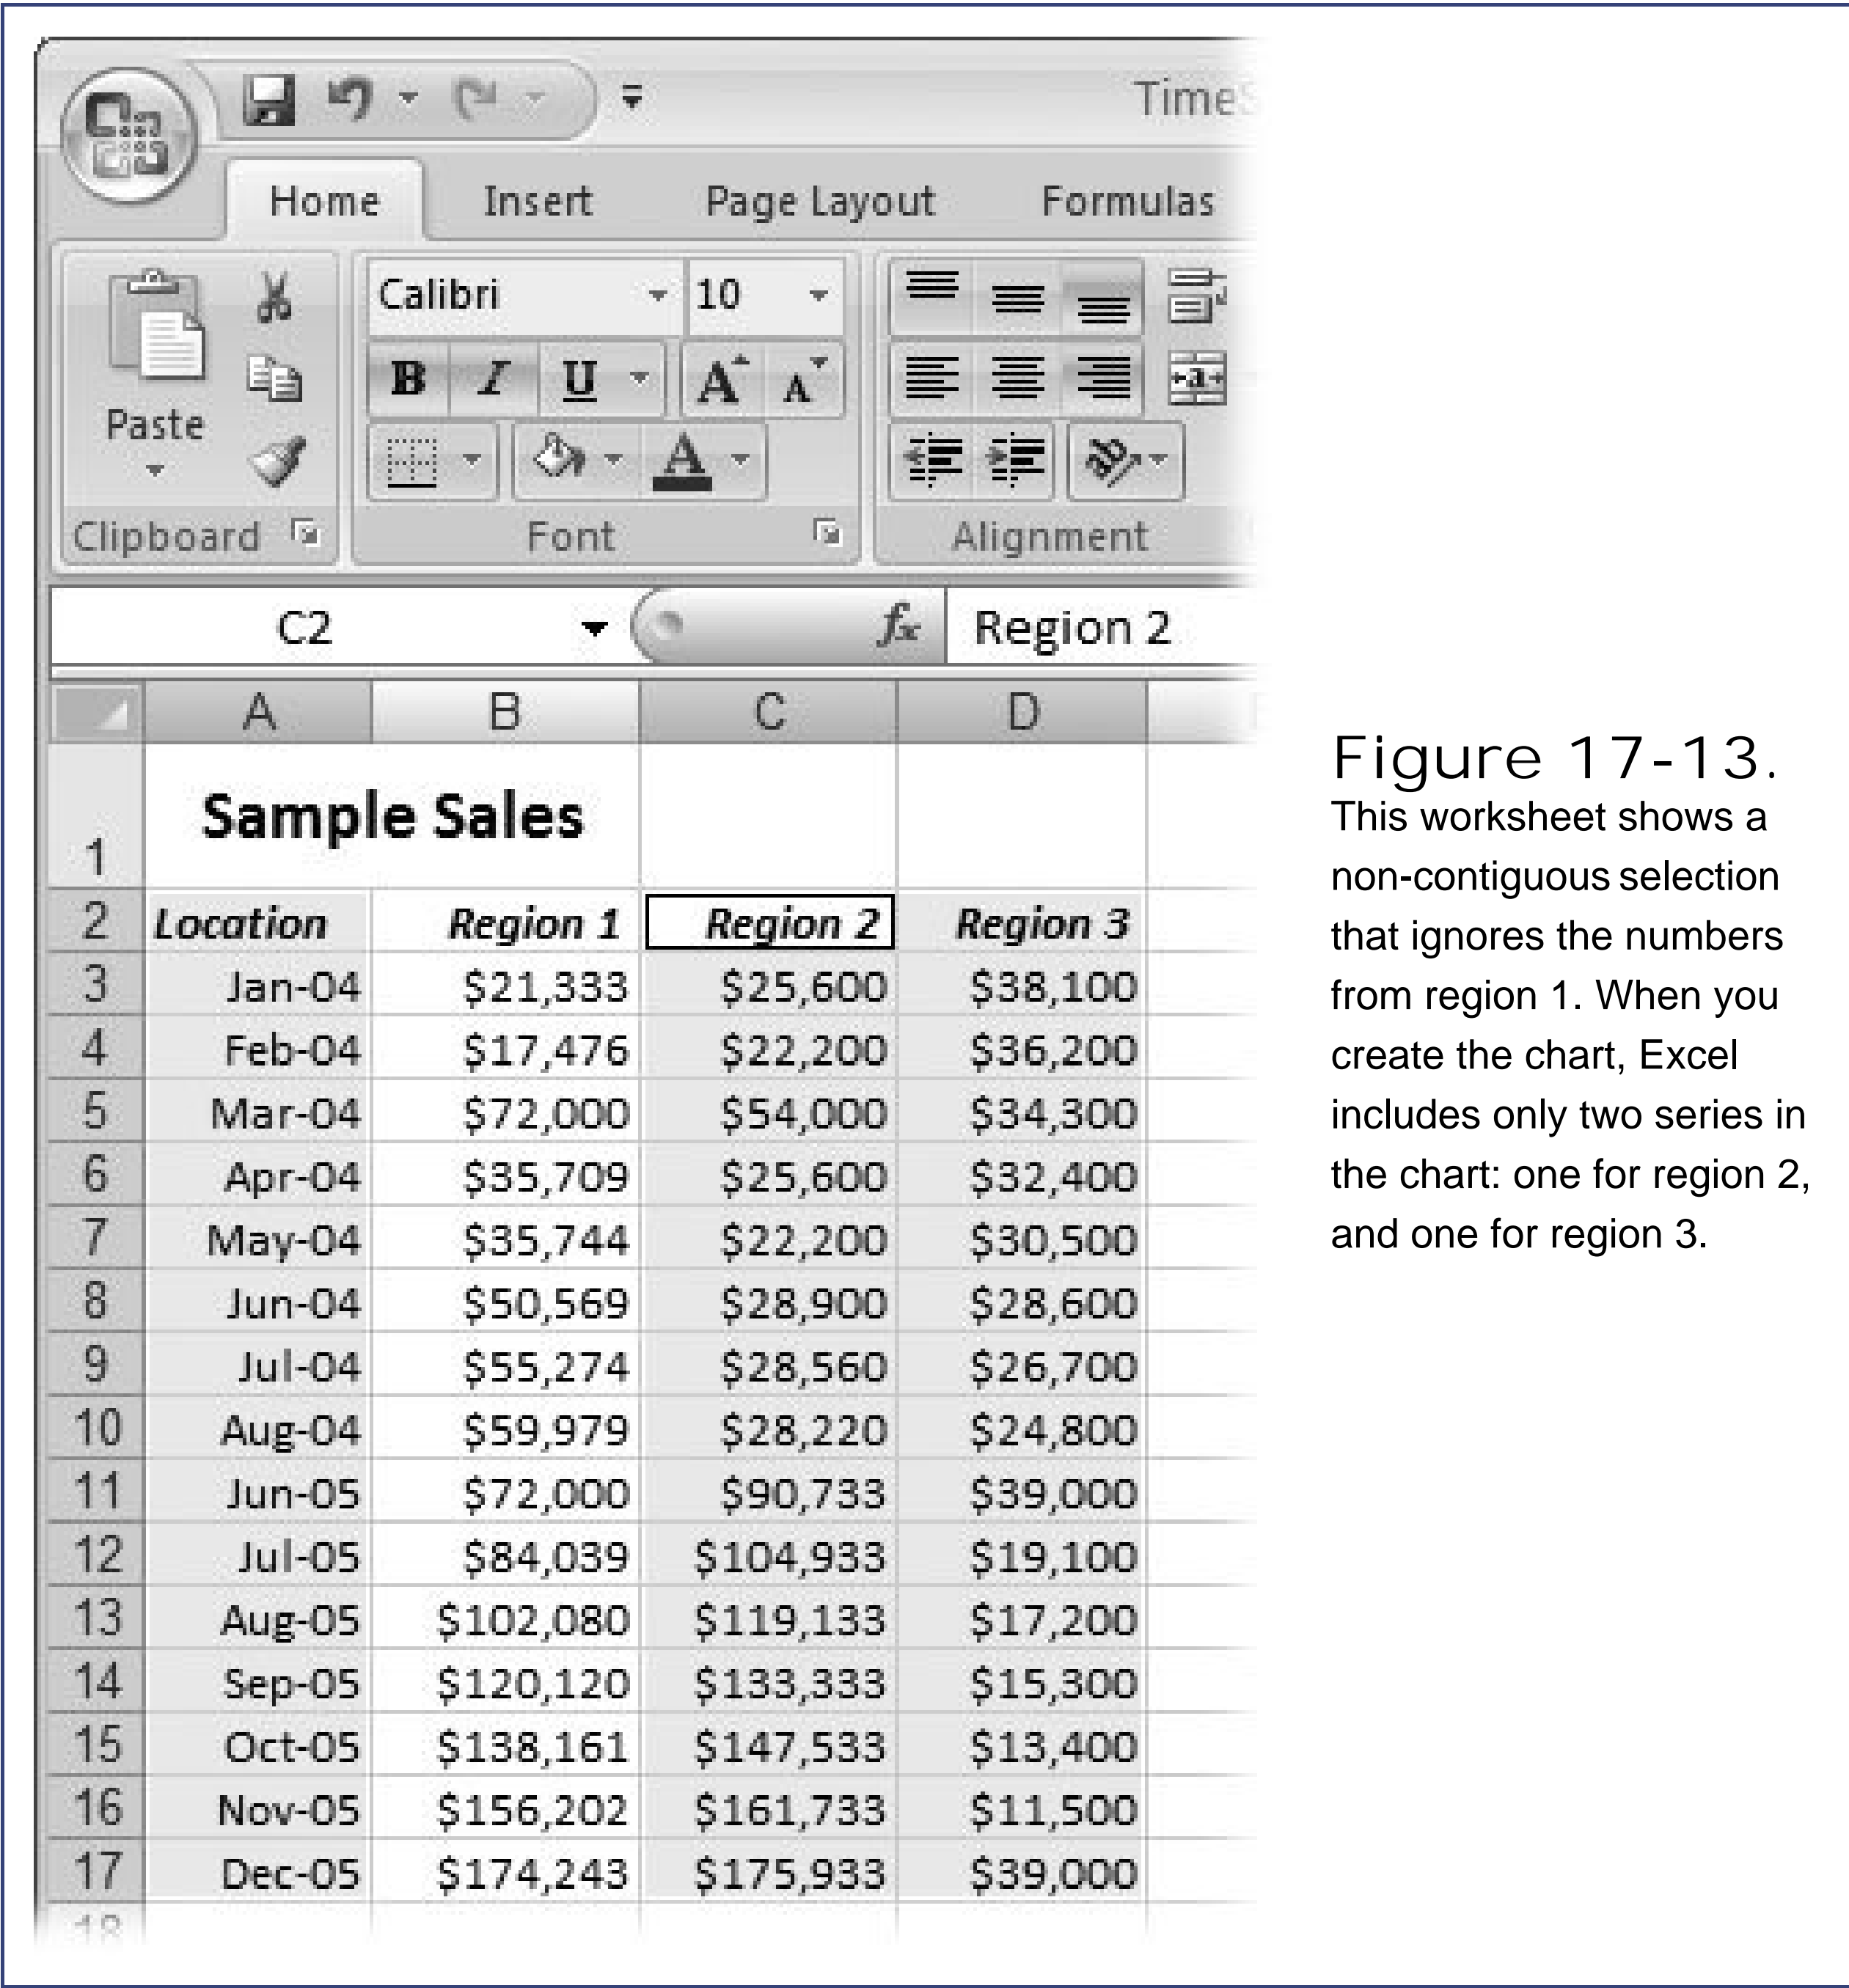 Time
Home Insert Page Layout Formulas
Calibri 10
B I U A A
Paste A ab
Clipboard Font Alignment
C2 fx Region 2
A B C D
1 Sample Sales
2 Location Region 1 Region 2 Region 3
3 Jan-04 $21,333 $25,600 $38,100
4 Feb-04 $17,476 $22,200 $36,200
5 Mar-04 $72,000 $54,000 $34,300
6 Apr-04 $35,709 $25,600 $32,400
7 May-04 $35,744 $22,200 $30,500
8 Jun-04 $50,569 $28,900 $28,600
9 Jul-04 $55,274 $28,560 $26,700
10 Aug-04 $59,979 $28,220 $24,800
11 Jun-05 $72,000 $90,733 $39,000
12 Jul-05 $84,039 $104,933 $19,100
13 Aug-05 $102,080 $119,133 $17,200
14 Sep-05 $120,120 $133,333 $15,300
15 Oct-05 $138,161 $147,533 $13,400
16 Nov-05 $156,202 $161,733 $11,500
17 Dec-05 $174,243 $175,933 $39,000
18
Figure 17-13.
This worksheet shows a
non-contiguous selection
that ignores the numbers
from region 1. When you
create the chart, Excel
includes only two series in
the chart: one for region 2,
and one for region 3.